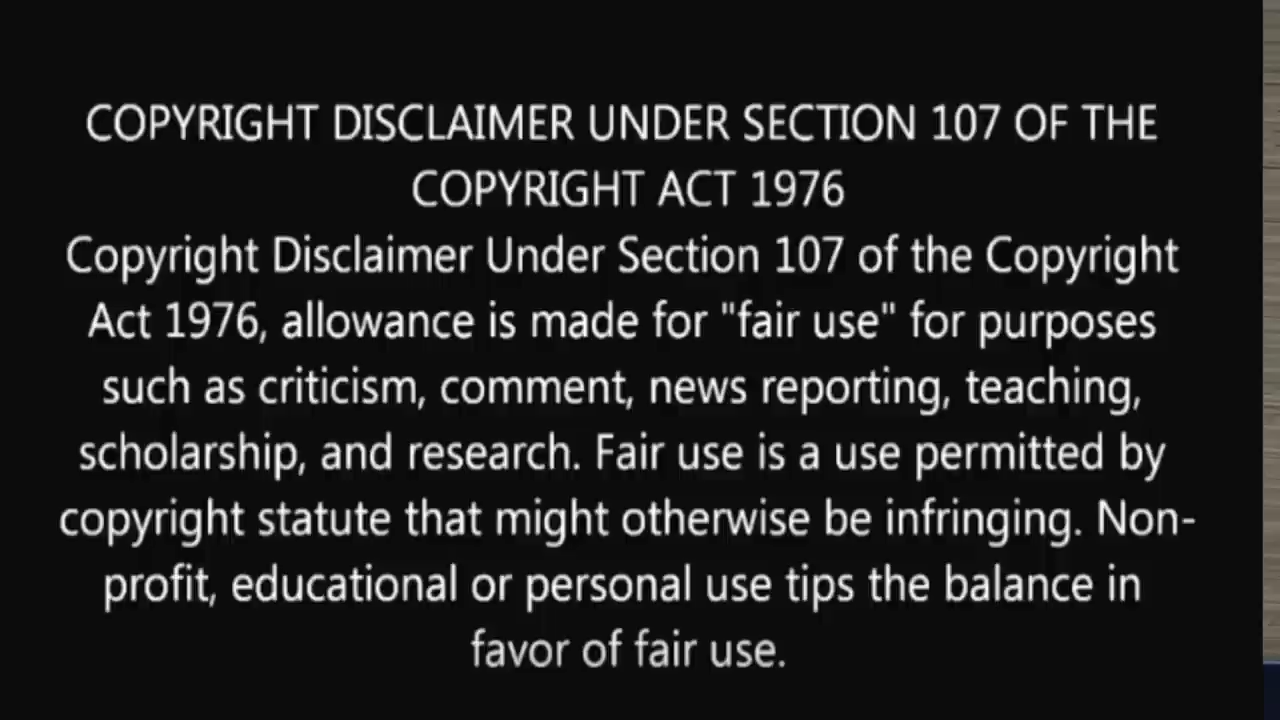 COPYRIGHT DISCLAIMER UNDER SECTION 107 OF THE
COPYRIGHT ACT 1976
Copyright Disclaimer Under Section 107 of the Copyright
Act 1976, allowance is made for "fair use" for purposes
such as criticism, comment, news reporting, teaching,
scholarship, and research. Fair use is a use permitted by
copyright statute that might otherwise be infringing. Non-
profit, educational or personal use tips the balance in
favor of fair use.